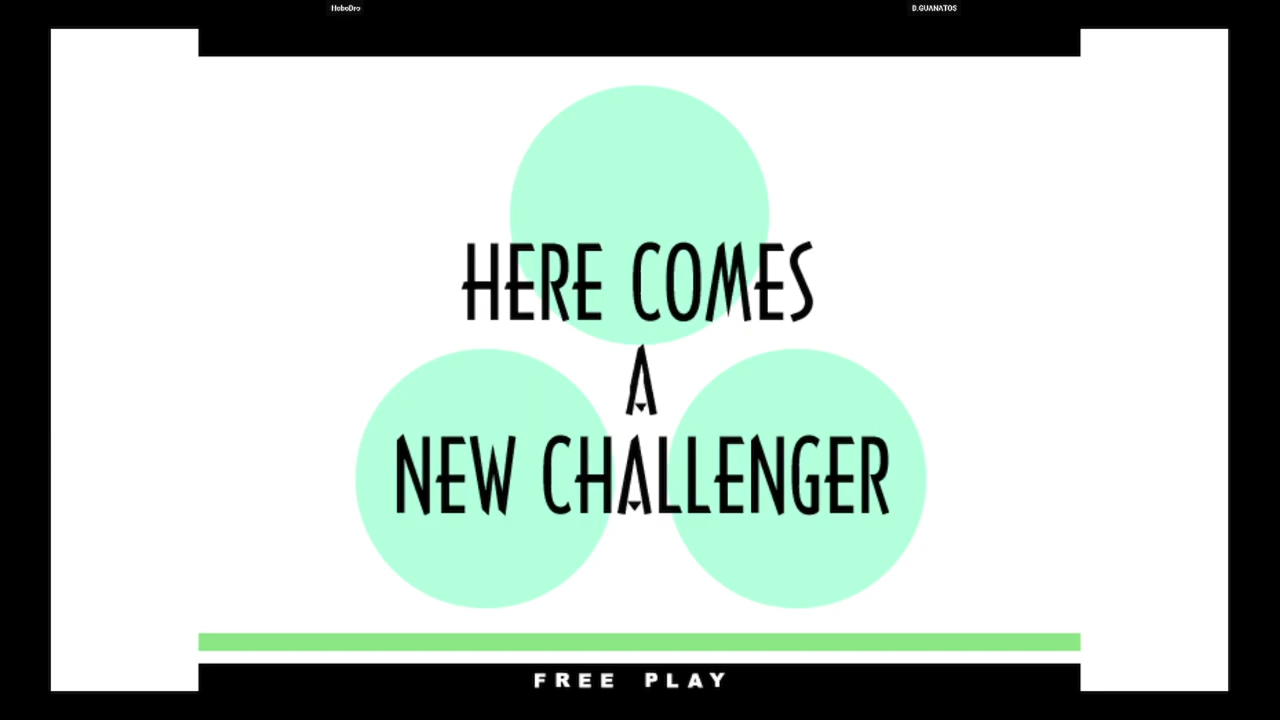 HoboDro
D.GUANATOS
HERE COMES
A
NEW CHALLENGER
FREE PLAY